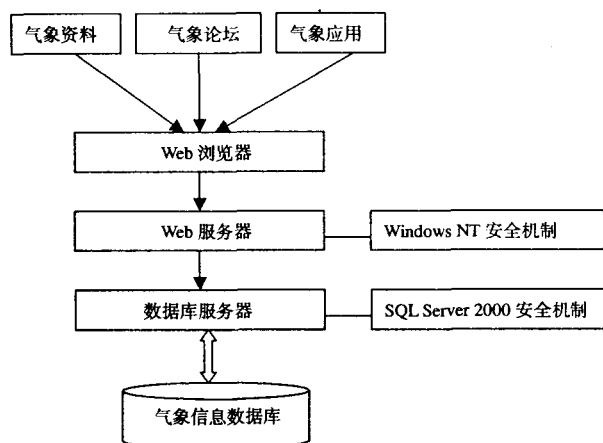 气象资料
气象论坛
气象应用
Web 浏览器
Web 服务器
Windows NT 安全机制
数据库服务器
SQL Server 2000 安全机制
气象信息数据库